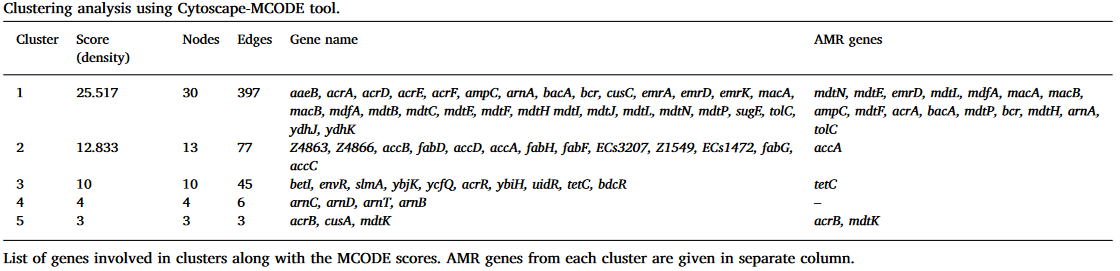 Clustering analysis using Cytoscape-MCODE tool.
Cluster Score (density) Nodes Edges Gene name AMR genes
1 25.517 30 397 aaeB, acrA, acrD, acrE, acrF, ampC, arnA, bacA, bcr, cusC, emrA, emrD, emrK, macA, mdtN, mdtE, emrD, mdtL, mdfA, macA, macB,
macB, mdfA, mdtB, mdtC, mdtE, mdtF, mdtH mdtI, mdtJ, mdtL, mdtN, mdtP, sugE, tolC, ampC, mdtF, acrA, bacA, mdtP, bcr, mdtH, arnA,
ydhJ, ydhK tolC
2 12.833 13 77 Z4863, Z4866, accB, fabD, accD, accA, fabH, fabF, ECs3207, Z1549, ECs1472, fabG, accA
accC
3 10 10 45 betI, envR, slmA, ybjK, ycfQ, acrR, ybiH, uidR, tetC, bdcR tetC
4 4 4 6 arnC, arnD, arnT, arnB –
5 3 3 3 acrB, cusA, mdtK acrB, mdtK
List of genes involved in clusters along with the MCODE scores. AMR genes from each cluster are given in separate column.